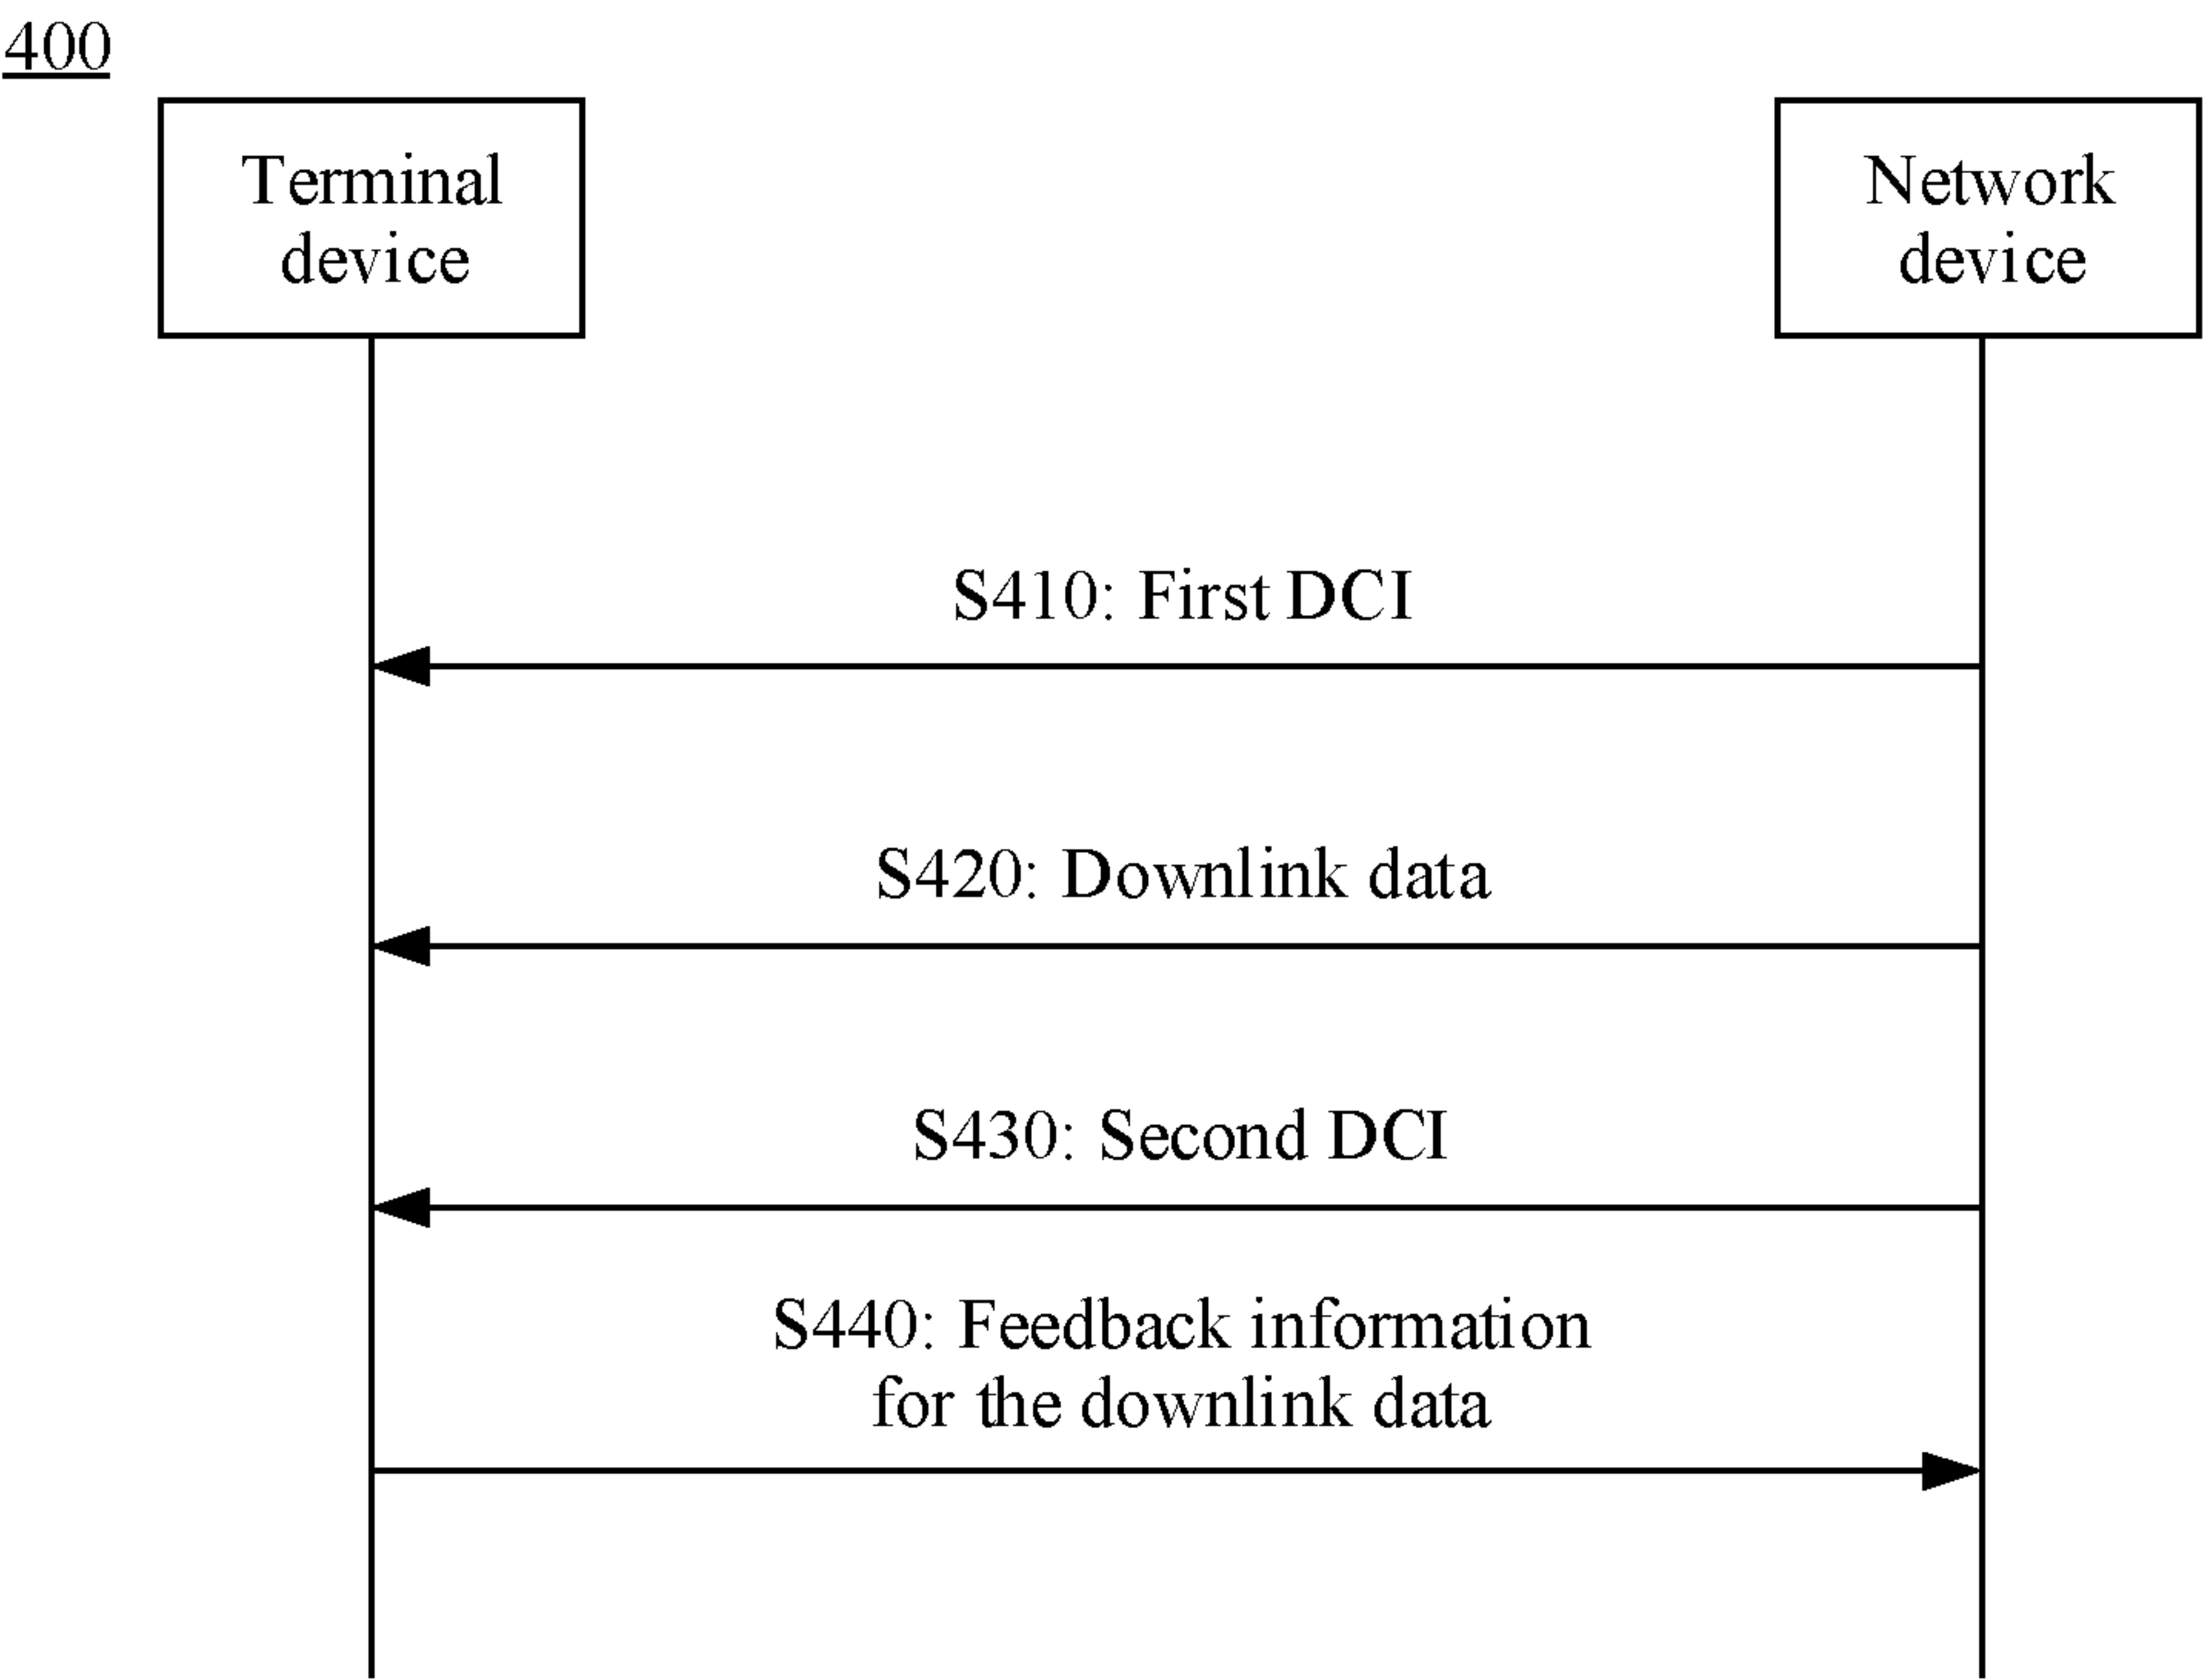 400
Terminal
device
Network
device
S410: First DCI
S420: Downlink data
S430: Second DCI
S440: Feedback information
for the downlink data